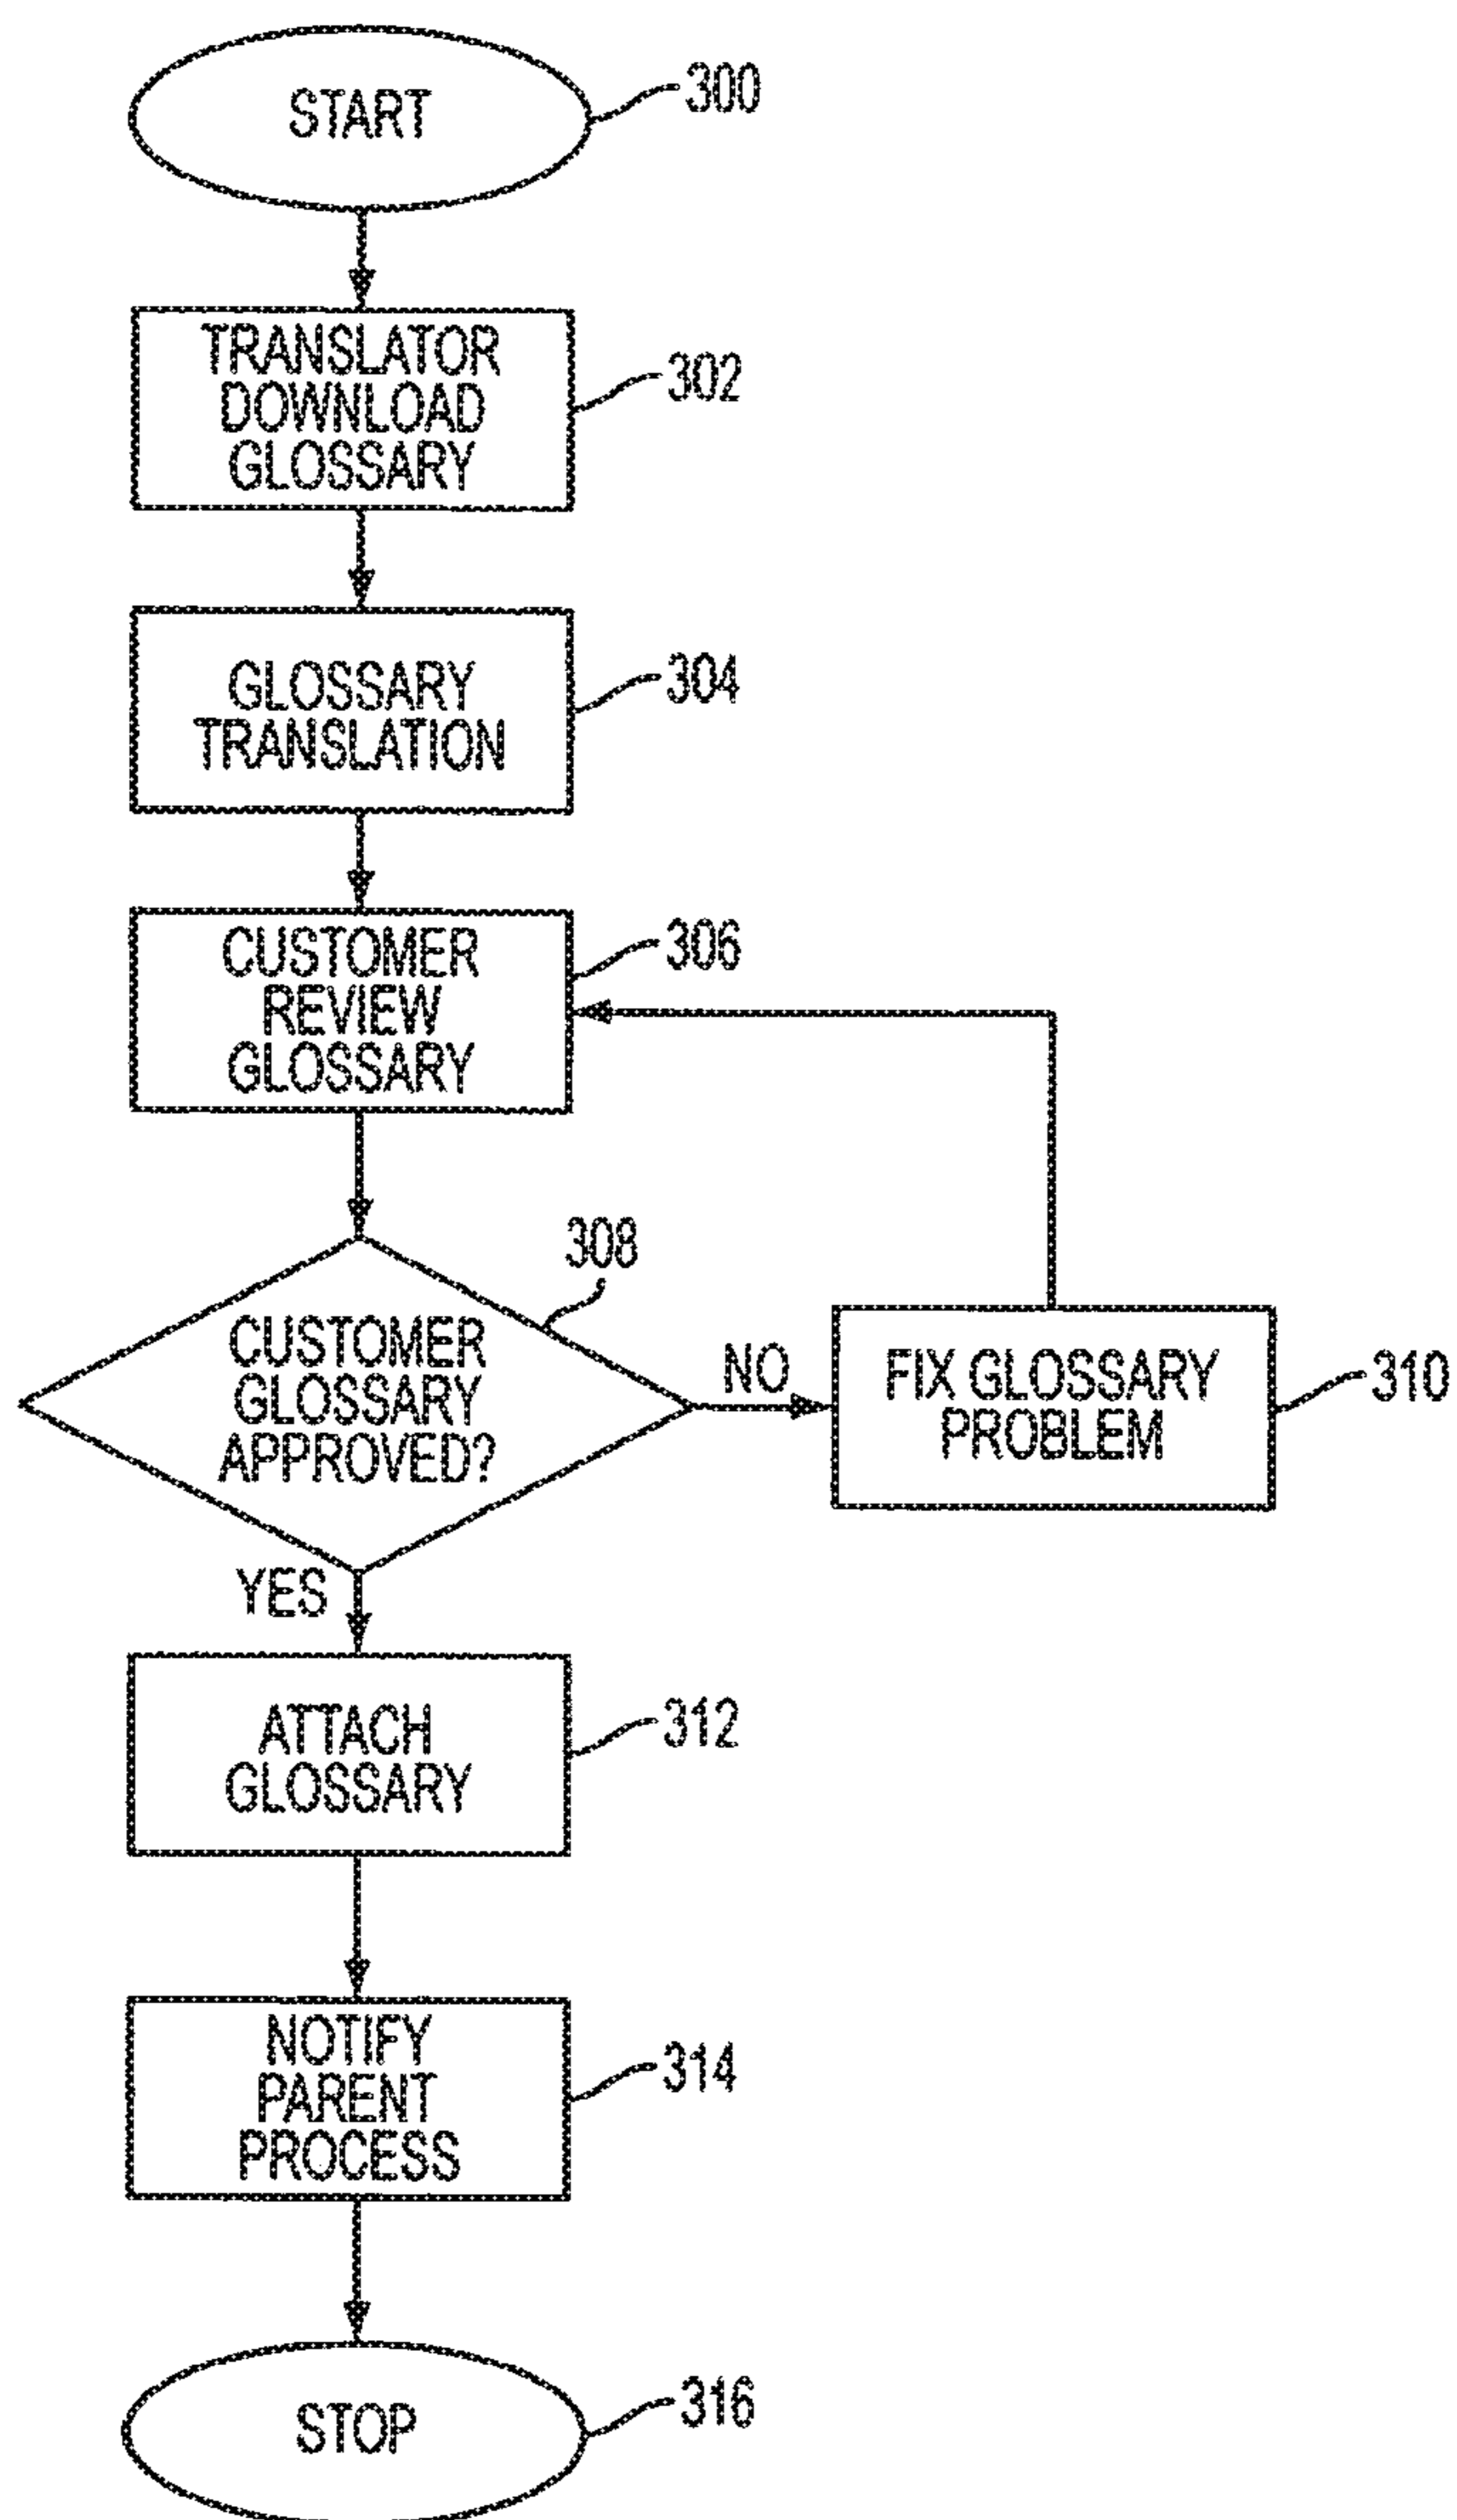 START
300
TRANSLATOR
DOWNLOAD
GLOSSARY
302
GLOSSARY
TRANSLATION
304
CUSTOMER
REVIEW
GLOSSARY
306
308
CUSTOMER
GLOSSARY
APPROVED?
NO
FIX GLOSSARY
PROBLEM
310
YES
ATTACH
GLOSSARY
312
NOTIFY
PARENT
PROCESS
314
STOP
316